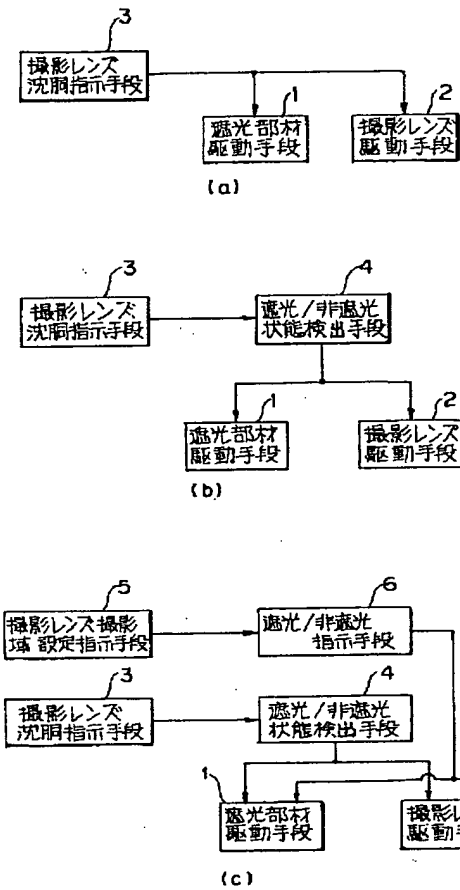 3
撮影レンズ
沈胴指示手段
1
遮光部材
駆動手段
2
撮影レンズ
駆動手段
(a)
3
撮影レンズ
沈胴指示手段
4
遮光/非遮光
状態検出手段
1
遮光部材
駆動手段
2
撮影レンズ
駆動手段
(b)
5
撮影レンズ撮影
域設定指示手段
6
遮光/非遮光
指示手段
3
撮影レンズ
沈胴指示手段
4
遮光/非遮光
状態検出手段
1
遮光部材
駆動手段
撮影レ
駆動手
(c)